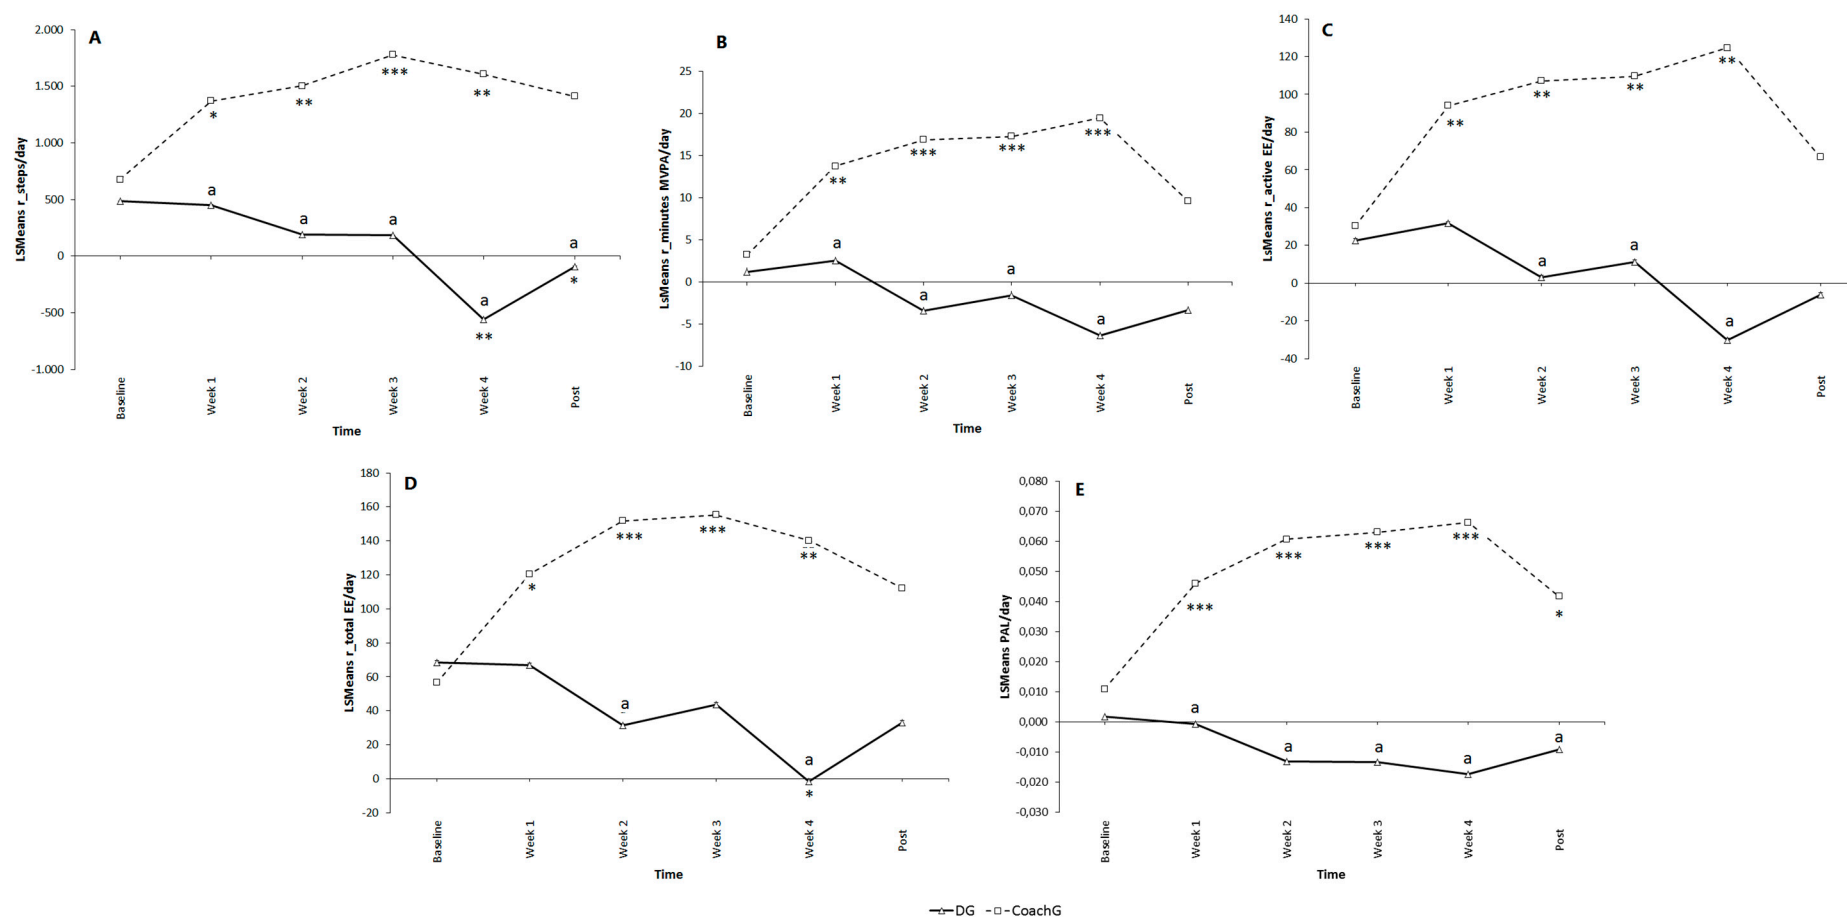 A
2.000
1.500
1.000
500
0
-500
-1.000
LSMeans r_steps/day
*
**
***
**
a
a
a
a
a
**
*
Baseline
Week 1
Week 2
Week 3
Week 4
Post
Time
B
25
20
15
10
5
0
-5
-10
LsMeans r_minutes MVPA/day
**
***
***
***
a
a
a
a
Baseline
Week 1
Week 2
Week 3
Week 4
Post
Time
C
140
120
100
80
60
40
20
0
-20
-40
LsMeans r_active EE/day
**
**
**
**
a
a
a
Baseline
Week 1
Week 2
Week 3
Week 4
Post
D
180
160
140
120
100
80
60
40
20
0
-20
LSMeans r_total EE/day
*
***
***
**
a
a
*
Baseline
Week 1
Week 2
Week 3
Week 4
Post
Time
E
0,080
0,070
0,060
0,050
0,040
0,030
0,020
0,010
0,000
-0,010
-0,020
-0,030
LSMeans PAL/day
***
***
***
***
*
a
a
a
a
a
Baseline
Week 1
Week 2
Week 3
Week 4
Post
Time
DG CoachG